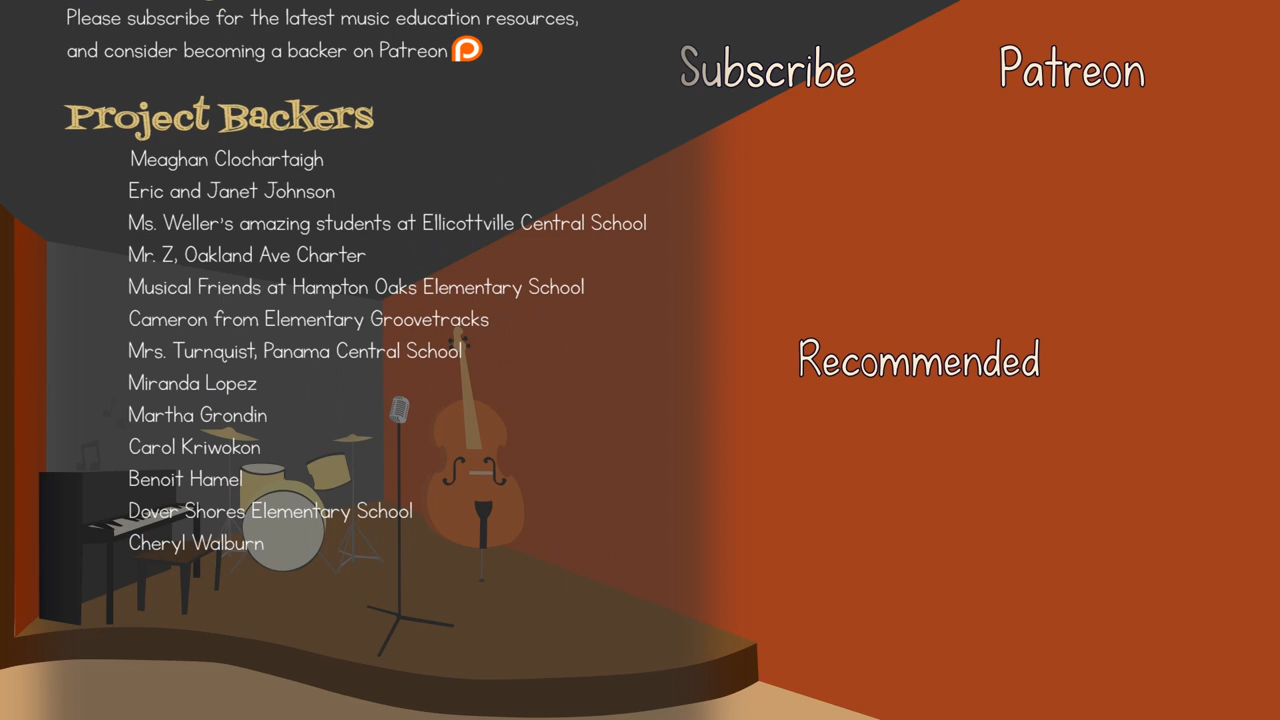 Please subscribe for the latest music education resources,
and consider becoming a backer on Patreon
Subscribe
Patreon
Project Backers
Meaghan Clochartaigh
Eric and Janet Johnson
Ms. Weller's amazing students at Ellicottville Central School
Mr. Z, Oakland Ave Charter
Musical Friends at Hampton Oaks Elementary School
Cameron from Elementary Groovetracks
Mrs. Turnquist, Panama Central School
Miranda Lopez
Martha Grondin
Carol Kriwokon
Benoit Hamel
Dover Shores Elementary School
Cheryl Walburn
Recommended